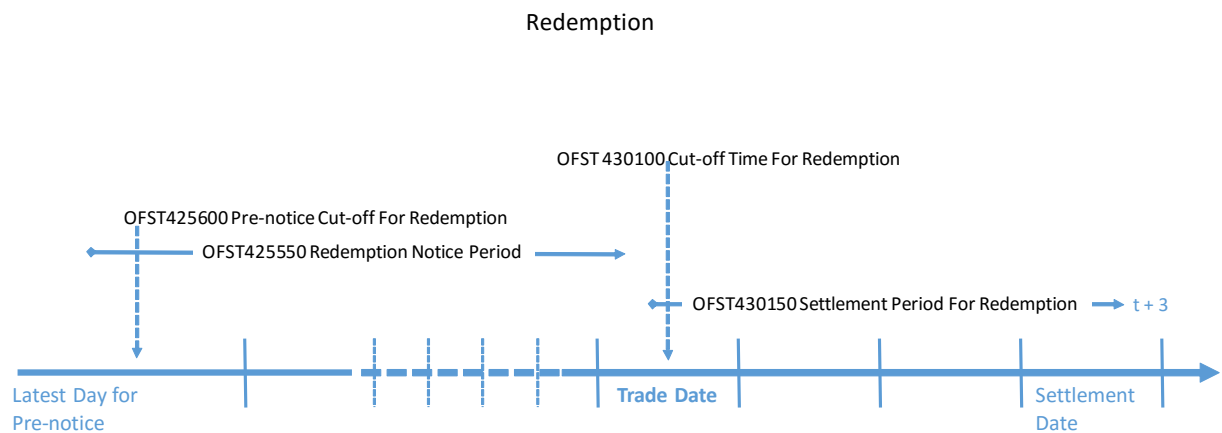 Redemption
OFST 430100 Cut-off Time For Redemption
OFST425600 Pre-notice Cut-off For Redemption
OFST425550 Redemption Notice Period
OFST430150 Settlement Period For Redemption
t + 3
Latest Day for
Pre-notice
Trade Date
Settlement
Date